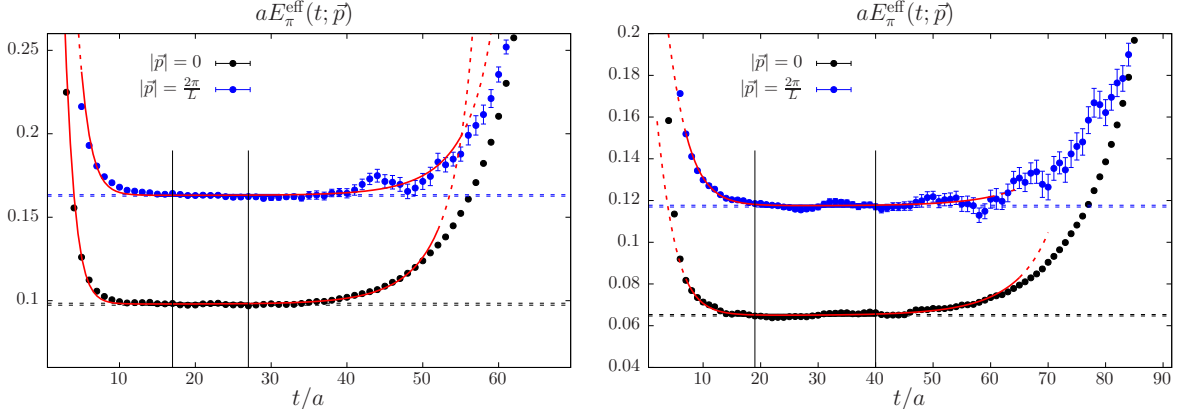 aE_π^eff(t; p⃗)
|p⃗| = 0
|p⃗| = 2π/L
0.25
0.2
0.15
0.1
10 20 30 40 50 60
t/a
aE_π^eff(t; p⃗)
|p⃗| = 0
|p⃗| = 2π/L
0.2
0.18
0.16
0.14
0.12
0.1
0.08
0.06
0.04
10 20 30 40 50 60 70 80 90
t/a